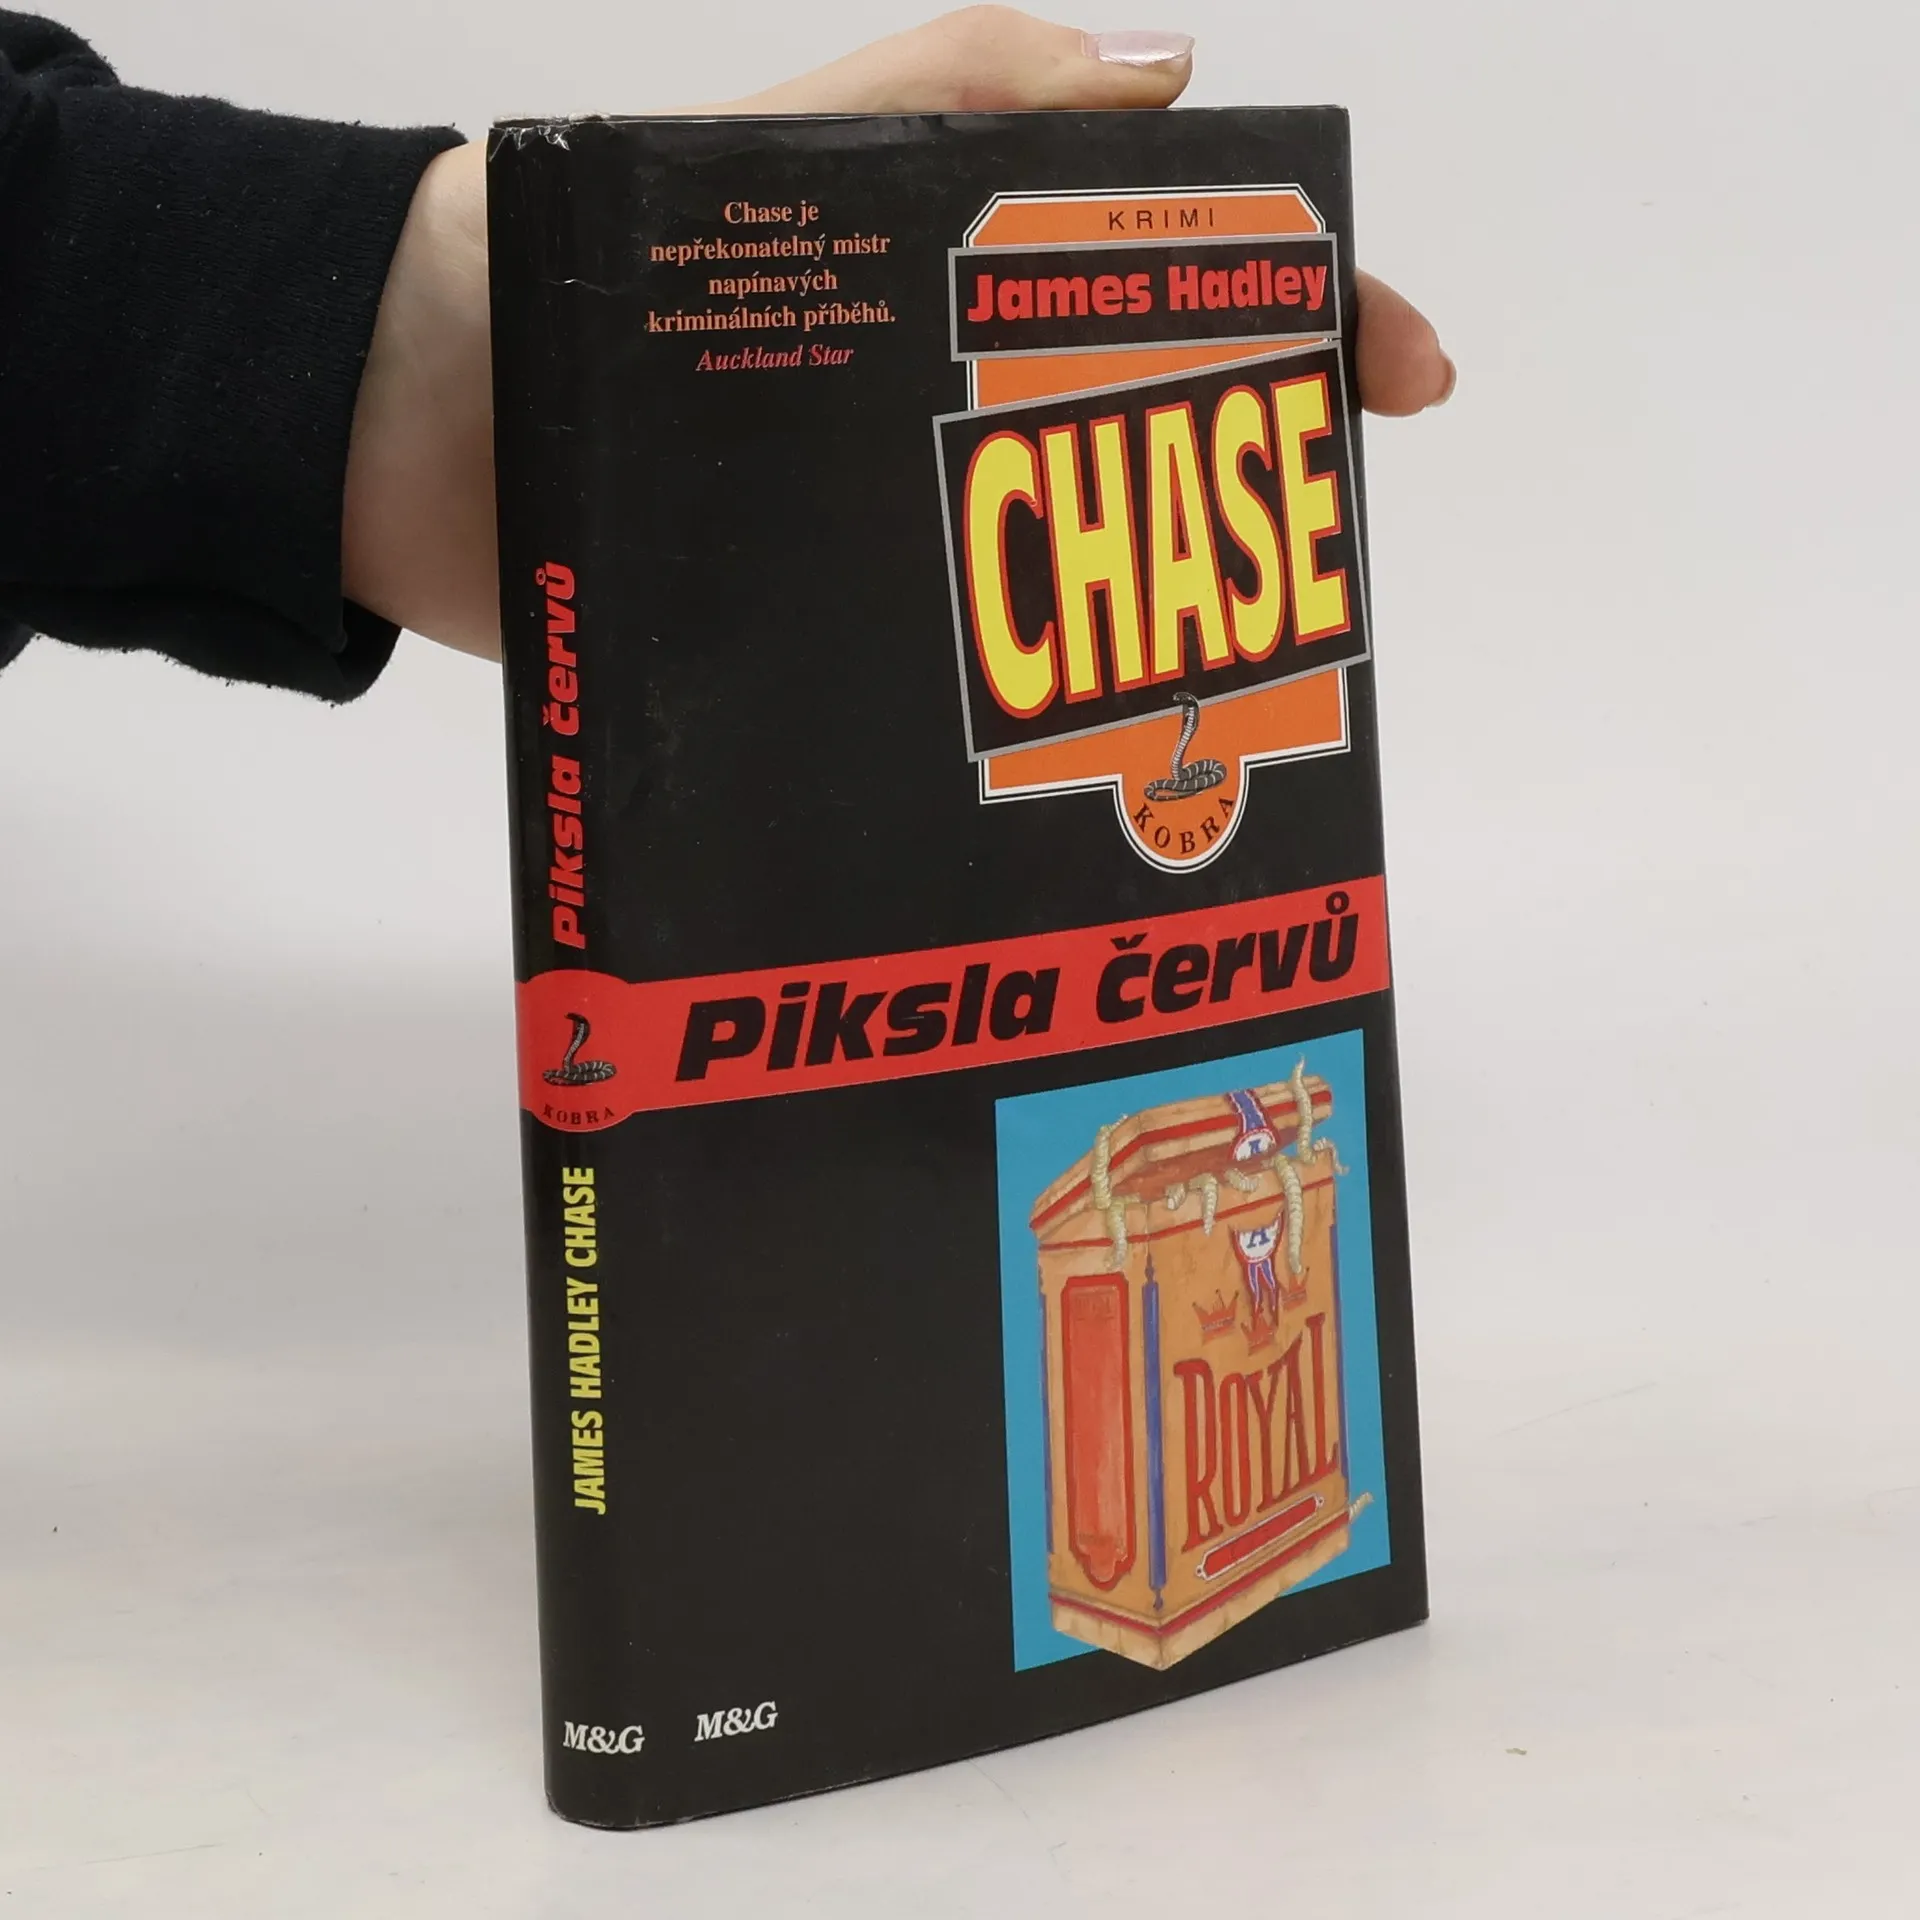 Chase je
nepřekonatelný mistr
napínavých
kriminálních příběhů.
Auckland Star
KRIMI
James Hadley
CHASE
KOBRA
Piksla červů
A
A
ROYAL
M&G
Piksla červů
KOBRA
JAMES HADLEY CHASE
M&G